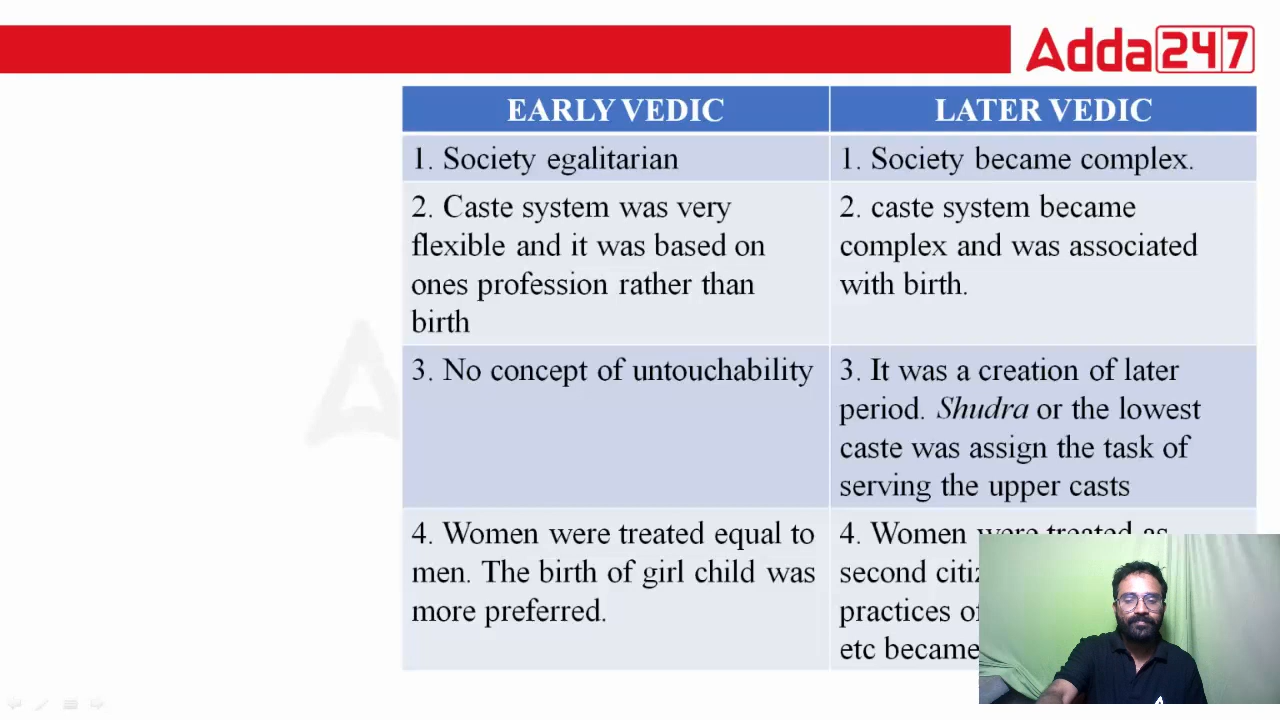 Adda247
EARLY VEDIC
LATER VEDIC
1. Society egalitarian
1. Society became complex.
2. Caste system was very
flexible and it was based on
ones profession rather than
birth
2. caste system became
complex and was associated
with birth.
3. No concept of untouchability
3. It was a creation of later
period. Shudra or the lowest
caste was assign the task of
serving the upper casts
4. Women were treated equal to
men. The birth of girl child was
more preferred.
4. Women were treated as
second
practices
etc became